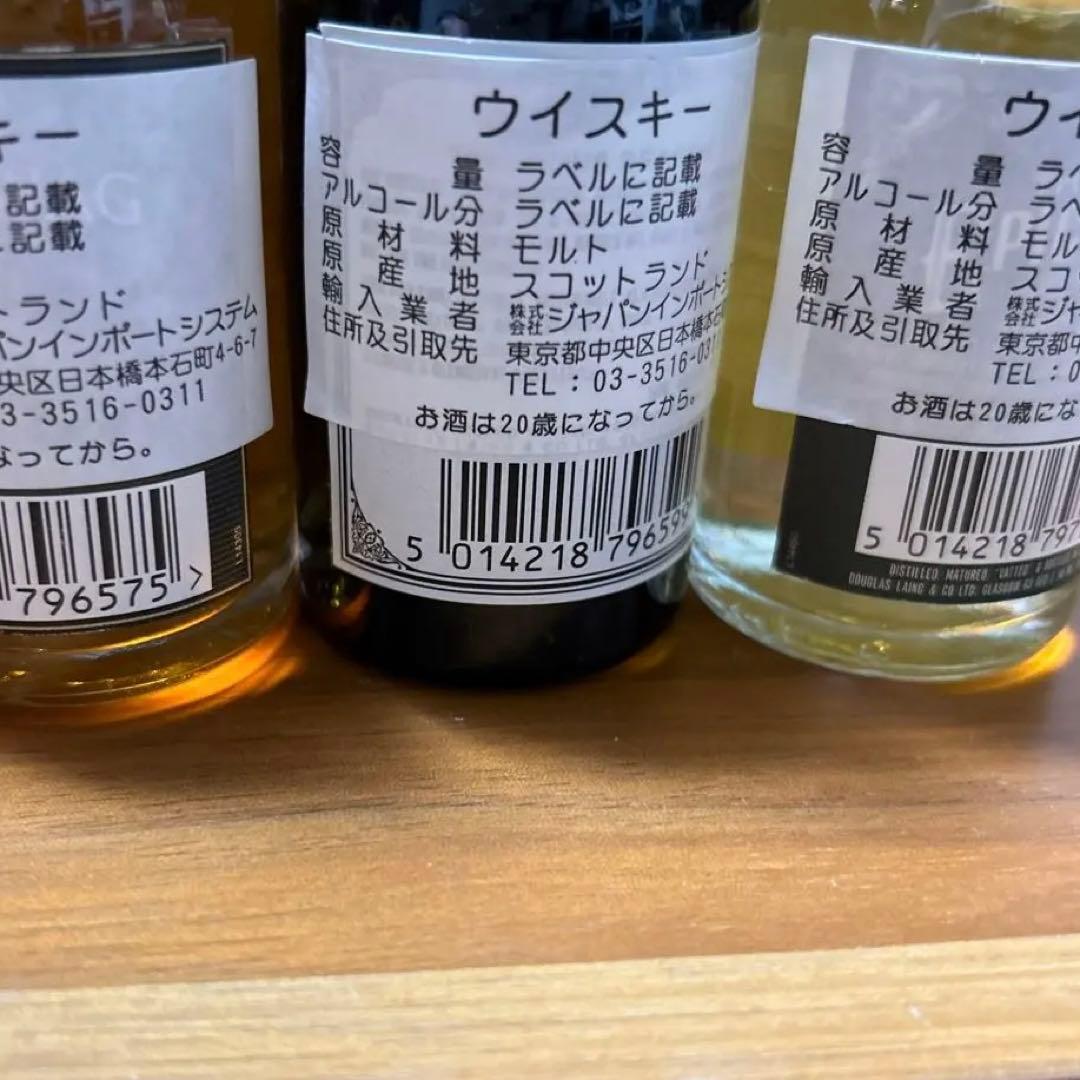 キー
記載
記載
トランド
パンインポートシステム
央区日本橋本石町4-6-7
3-3516-0311
なってから。
796575 >
L14305
ウイスキー
容量 ラベルに記載
アルコール分 ラベルに記載
原材料 モルト
原産地 スコットランド
輸入業者 株式会社ジャパンインポートシ
住所及引取先 東京都中央区日本橋本石
TEL：03-3516-031
お酒は20歳になってから。
5 014218 79659
ウイ
容量 ラベ
アルコール分 ラベ
原材料 モル
原産地 スコ
輸入業者 株式会社ジャ
住所及引取先 東京都
TEL：0
お酒は20歳にな
5 014218 797
DISTILLED, MATURED,
DOUGLAS LAING & CO LTD, GLASGOW